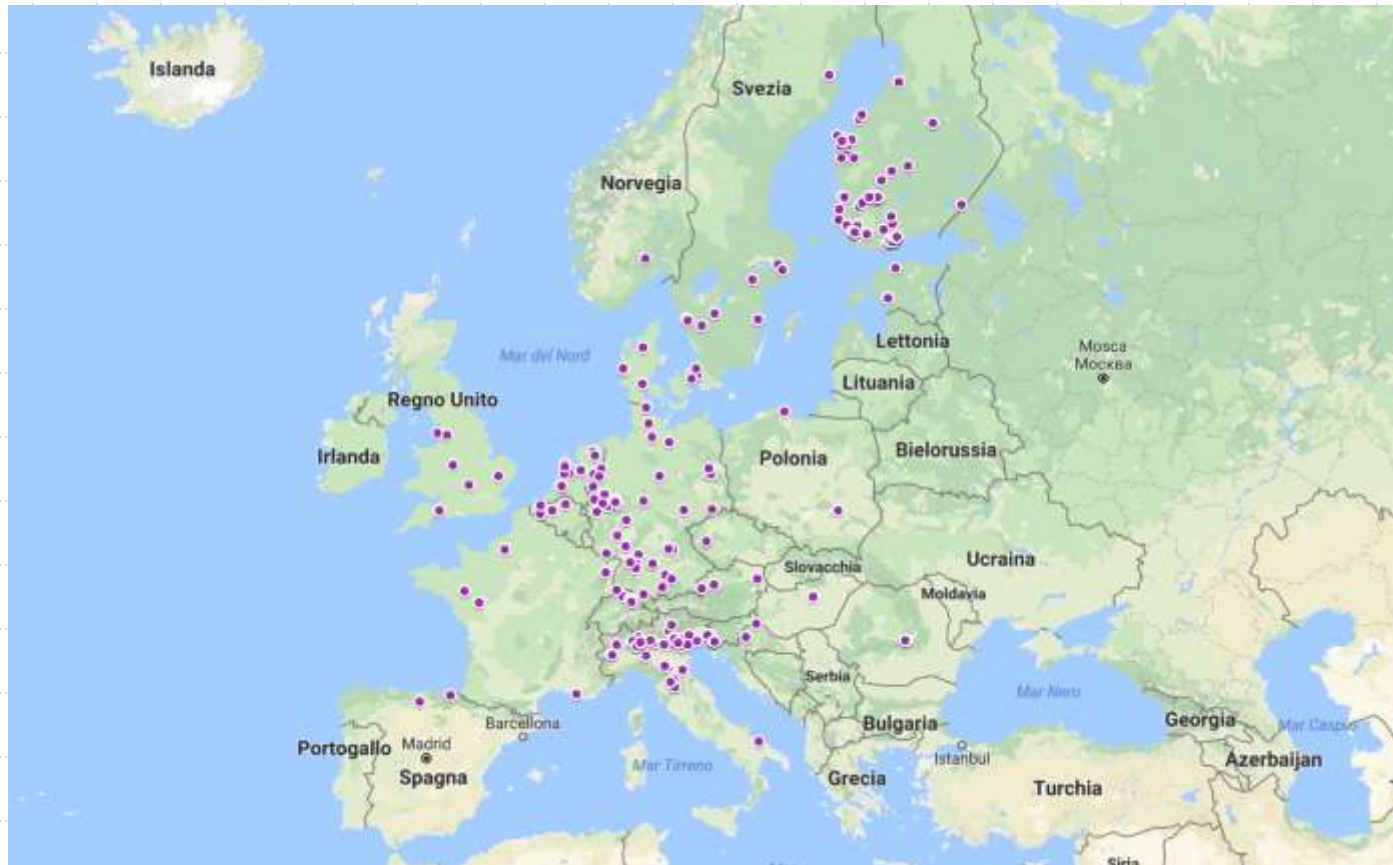 Islanda
Svezia
Norvegia
Mar del Nord
Lettonia
Mosca
Москва
Lituania
Regno Unito
Irlanda
Polonia
Bielorussia
Slovacchia
Ucraina
Moldavia
Serbia
Mar Nero
Barcellona
Bulgaria
Georgia
Mar Caspio
Portogallo
Madrid
Istanbul
Azerbaijan
Mar Tirreno
Spagna
Grecia
Turchia
Siria